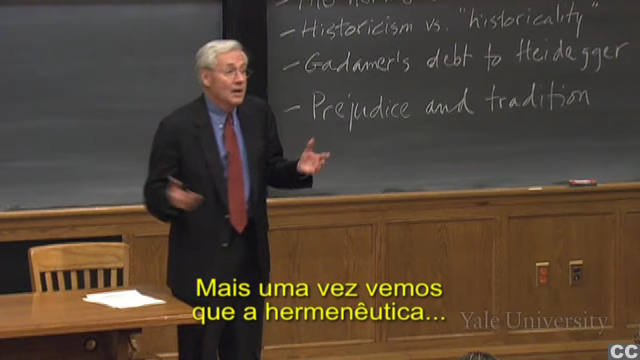 - Historicism vs. "historicality"
- Gadamer's debt to Heidegger
- Prejudice and tradition
Mais uma vez vemos
que a hermenêutica...
Yale University
CC